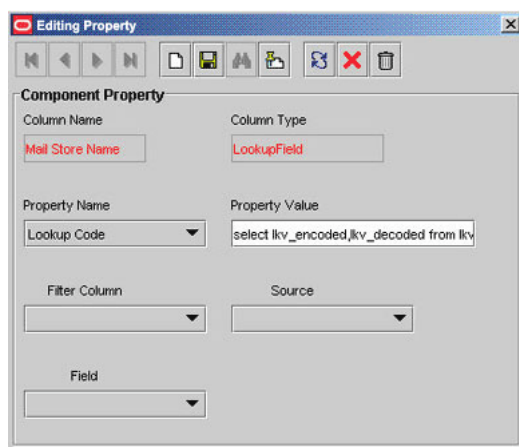 Editing Property
Component Property
Column Name Column Type
Mail Store Name LookupField
Property Name Property Value
Lookup Code select lkv_encoded,lkv_decoded from lkv
Filter Column Source
Field